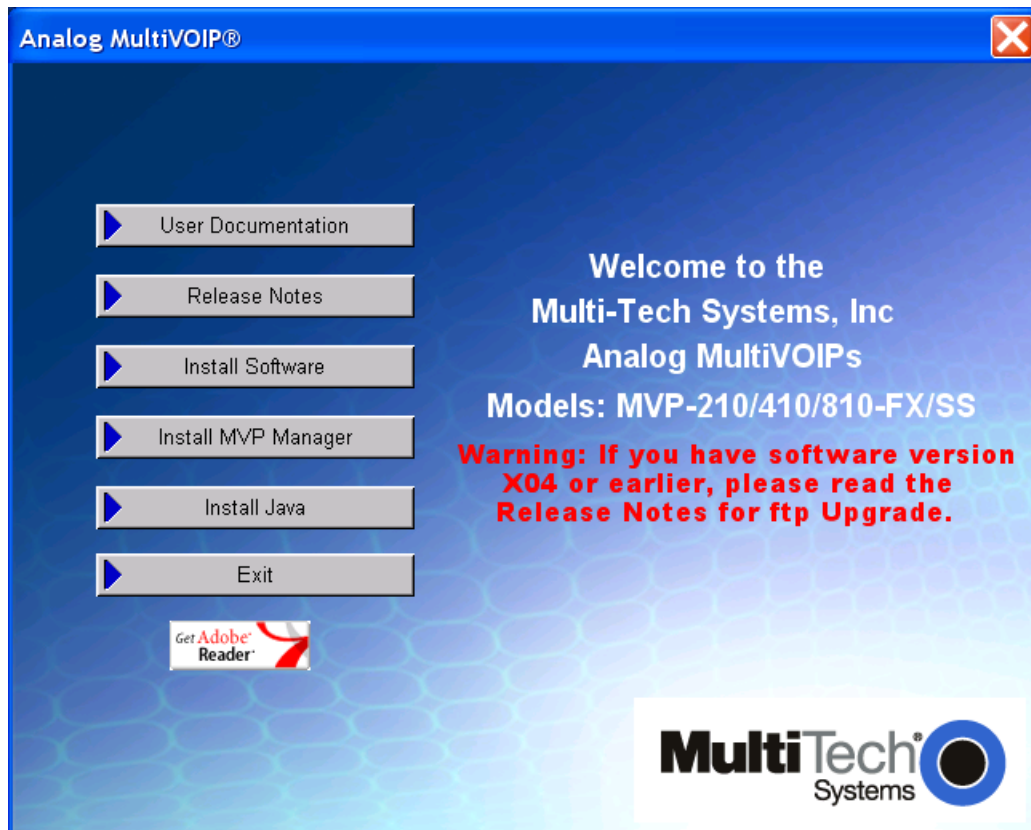 Analog MultiVOIP®
User Documentation
Release Notes
Install Software
Install MVP Manager
Install Java
Exit
Get Adobe®
Reader®
Welcome to the
Multi-Tech Systems, Inc
Analog MultiVOIPs
Models: MVP-210/410/810-FX/SS
Warning: If you have software version
X04 or earlier, please read the
Release Notes for ftp Upgrade.
MultiTech®
Systems